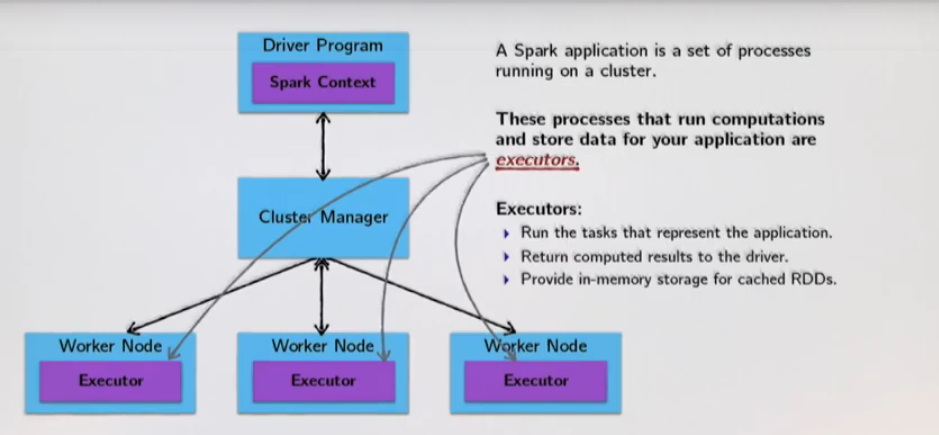 Driver Program
Spark Context
Cluster Manager
Worker Node
Executor
Worker Node
Executor
Worker Node
Executor
A Spark application is a set of processes
running on a cluster.
These processes that run computations
and store data for your application are
executors.
Executors:
Run the tasks that represent the application.
Return computed results to the driver.
Provide in-memory storage for cached RDDs.